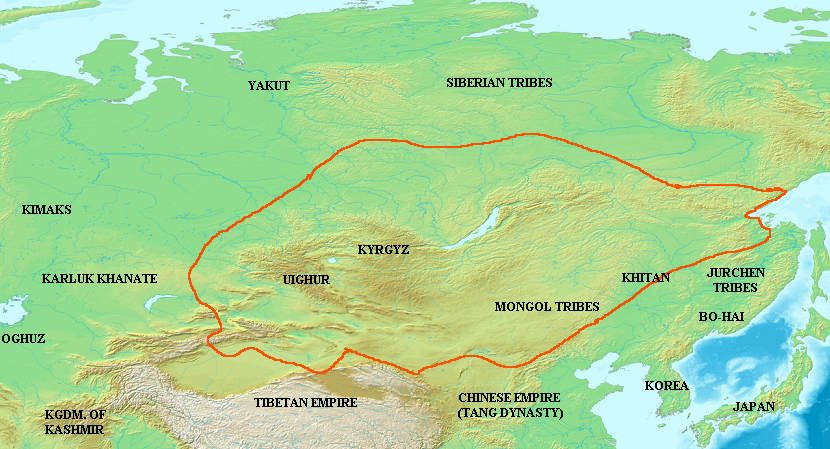 YAKUT
SIBERIAN TRIBES
KIMAKS
KYRGYZ
KARLUK KHANATE
UIGHUR
KHITAN
JURCHEN
TRIBES
MONGOL TRIBES
BO-HAI
OGHUZ
KOREA
TIBETAN EMPIRE
CHINESE EMPIRE
(TANG DYNASTY)
JAPAN
KGDM. OF
KASHMIR